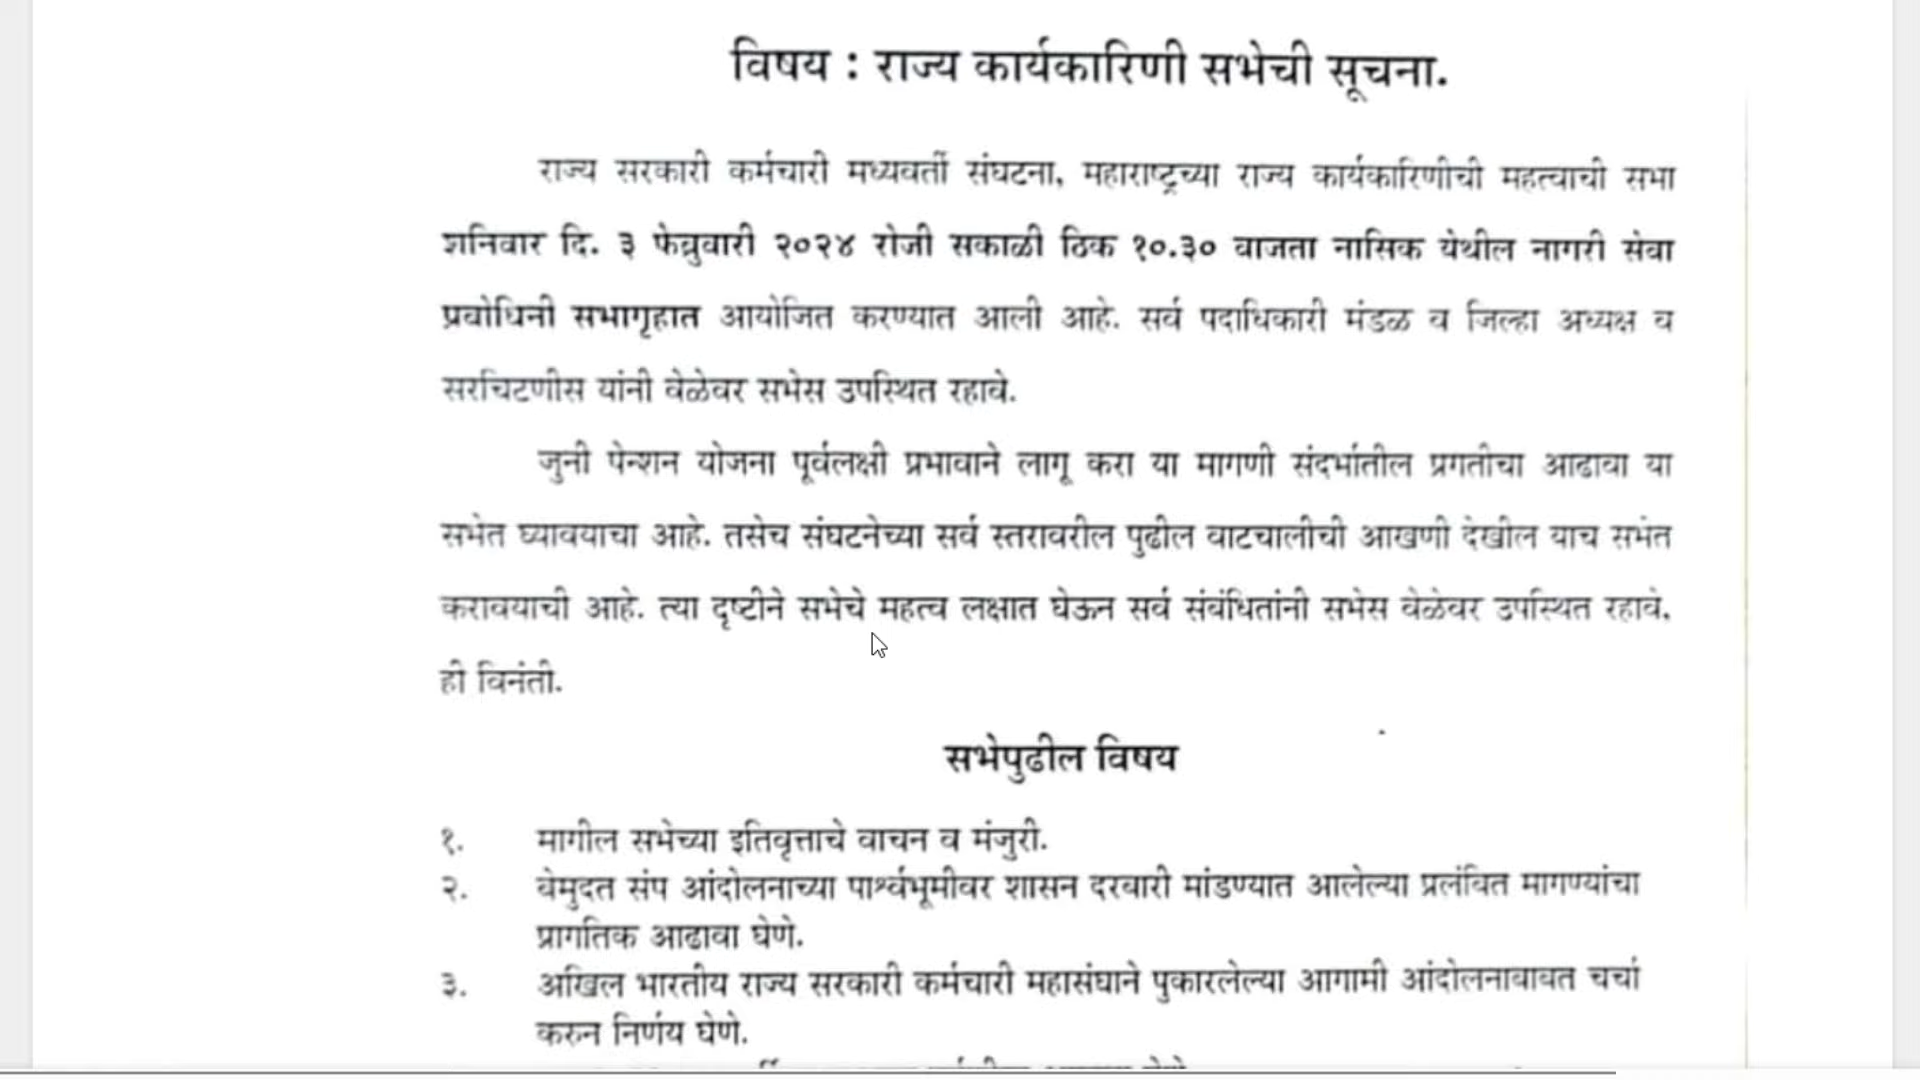 विषय : राज्य कार्यकारिणी सभेची सूचना.
राज्य सरकारी कर्मचारी मध्यवर्ती संघटना, महाराष्ट्रच्या राज्य कार्यकारिणीची महत्वाची सभा
शनिवार दि. ३ फेब्रुवारी २०२४ रोजी सकाळी ठिक १०.३० वाजता नासिक येथील नागरी सेवा
प्रबोधिनी सभागृहात आयोजित करण्यात आली आहे. सर्व पदाधिकारी मंडळ व जिल्हा अध्यक्ष व
सरचिटणीस यांनी वेळेवर सभेस उपस्थित रहावे.
जुनी पेन्शन योजना पूर्वलक्षी प्रभावाने लागू करा या मागणी संदर्भातील प्रगतीचा आढावा या
सभेत घ्यावयाचा आहे. तसेच संघटनेच्या सर्व स्तरावरील पुढील वाटचालीची आखणी देखील याच सभेत
करावयाची आहे. त्या दृष्टीने सभेचे महत्व लक्षात घेऊन सर्व संबंधितांनी सभेस वेळेवर उपस्थित रहावे.
ही विनंती.
सभेपुढील विषय
१. मागील सभेच्या इतिवृत्ताचे वाचन व मंजुरी.
२. बेमुदत संप आंदोलनाच्या पार्श्वभूमीवर शासन दरबारी मांडण्यात आलेल्या प्रलंबित मागण्यांचा
प्रागतिक आढावा घेणे.
३. अखिल भारतीय राज्य सरकारी कर्मचारी महासंघाने पुकारलेल्या आगामी आंदोलनाबाबत चर्चा
करुन निर्णय घेणे.